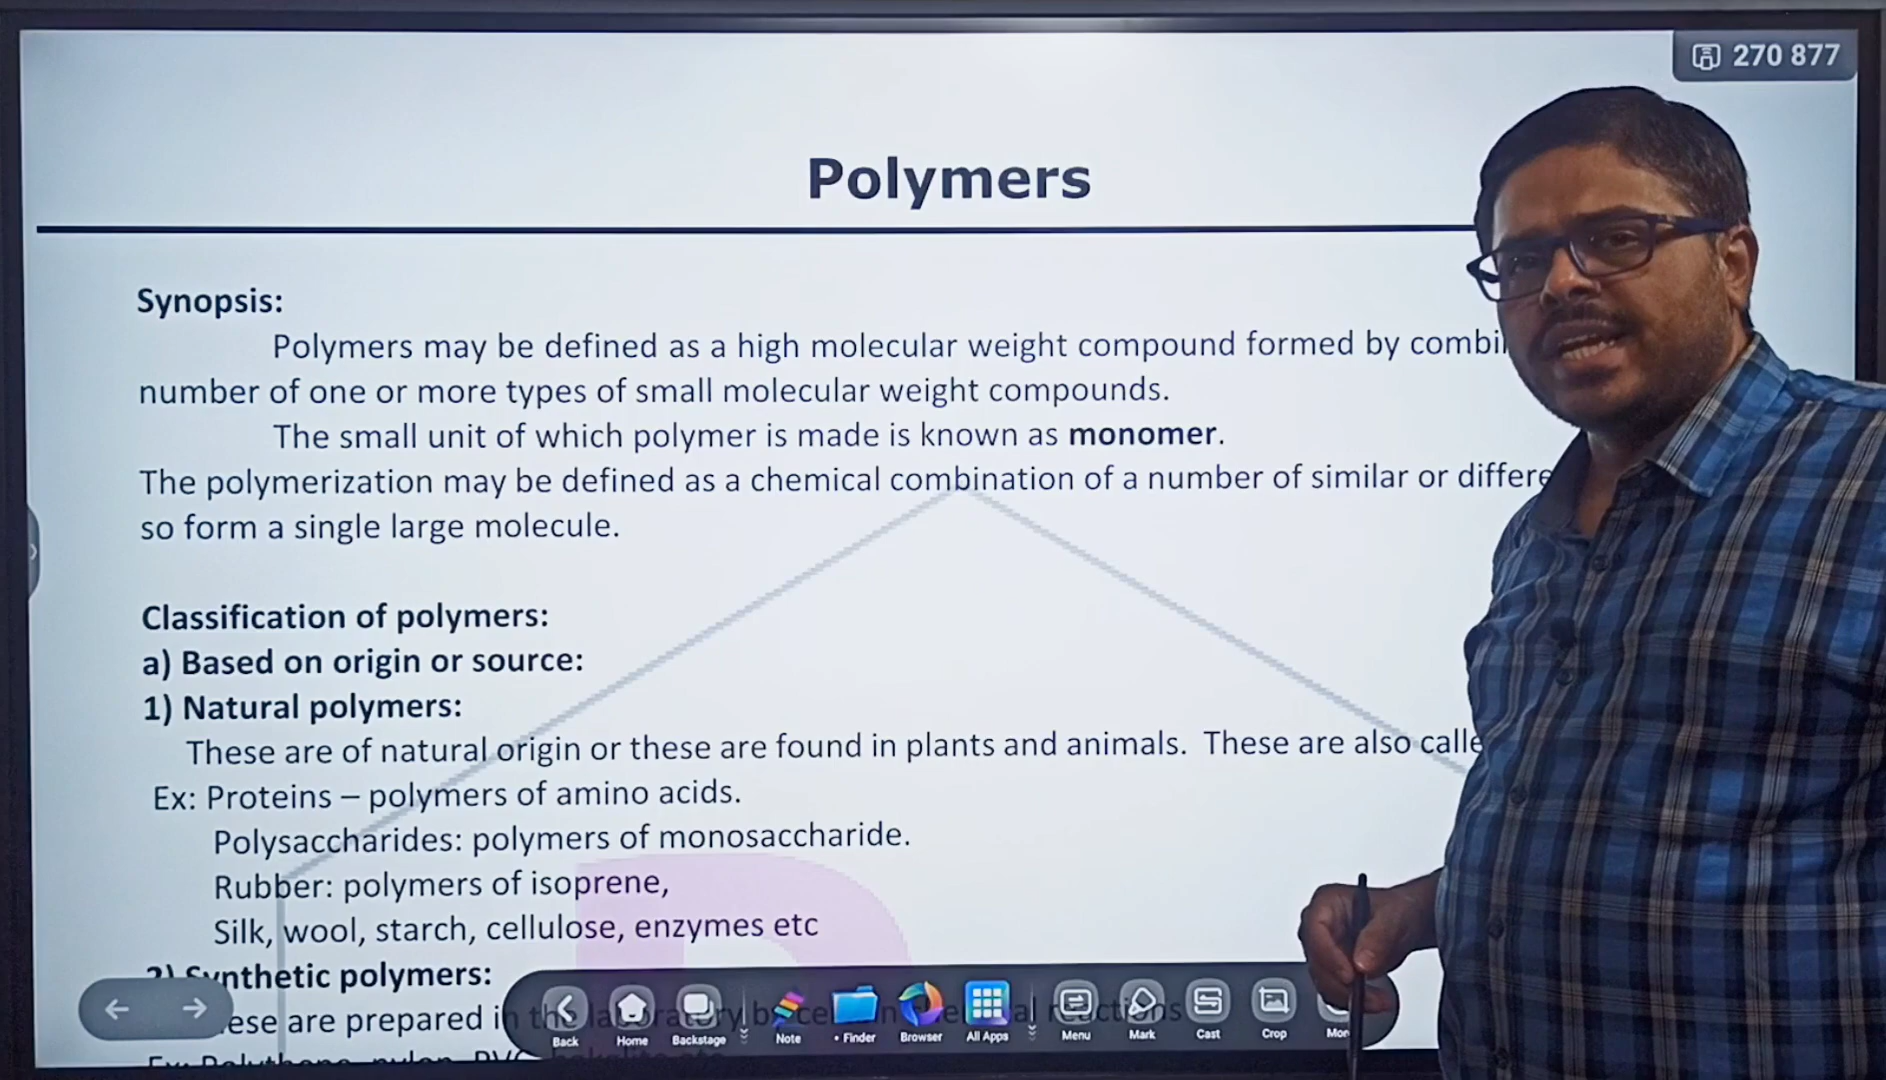 270 877
Polymers
Synopsis:
Polymers may be defined as a high molecular weight compound formed by
number of one or more types of small molecular weight compounds.
The small unit of which polymer is made is known as monomer.
The polymerization may be defined as a chemical combination of a number of similar or
so form a single large molecule.
Classification of polymers:
a) Based on origin or source:
1) Natural polymers:
These are of natural origin or these are found in plants and animals. These are also
Ex: Proteins – polymers of amino acids.
Polysaccharides: polymers of monosaccharide.
Rubber: polymers of isoprene,
Silk, wool, starch, cellulose, enzymes etc
2) Synthetic polymers:
are prepared in the laboratory by
Back Home Backstage Note • Finder Browser All Apps Menu Mark Cast Crop